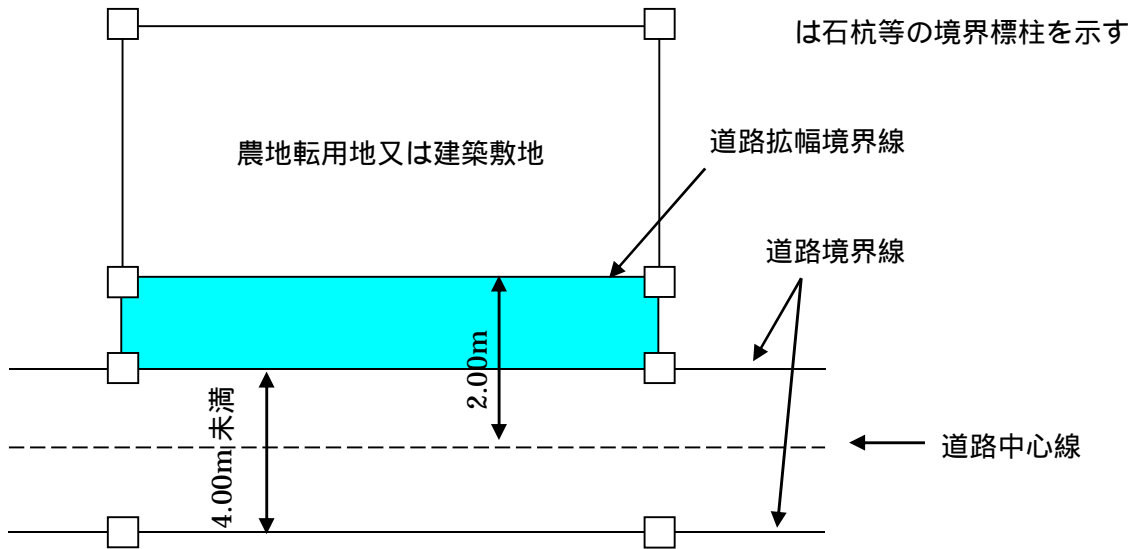 は石杭等の境界標柱を示す
農地転用地又は建築敷地
道路拡幅境界線
道路境界線
2.00m
4.00m未満
道路中心線